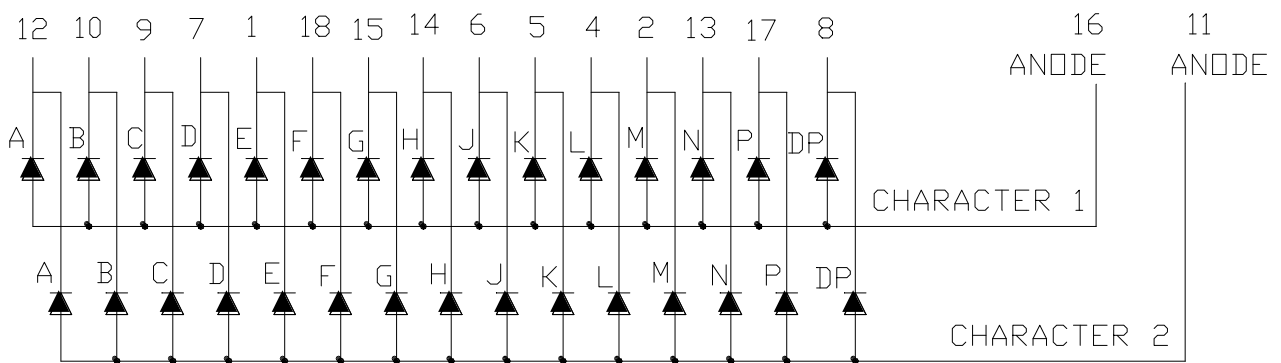 12 10 9 7 1 18 15 14 6 5 4 2 13 17 8 16 11
ANODE ANODE
A B C D E F G H J K L M N P DP
CHARACTER 1
A B C D E F G H J K L M N P DP
CHARACTER 2